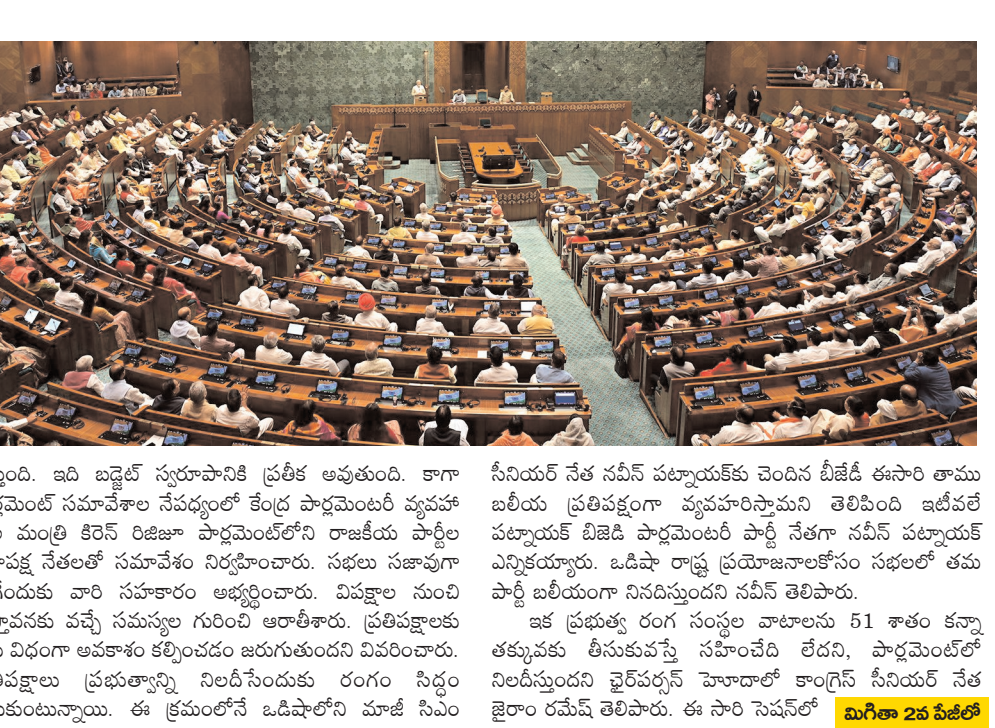 ఇది బడ్జెట్ స్వరూపానికి ప్రతీక అవుతుంది. కాగా
సమావేశాల నేపధ్యంలో కేంద్ర పార్లమెంటరీ వ్యవహా
మంత్రి కిరెన్ రిజిజూ పార్లమెంట్‌లోని రాజకీయ పార్టీల
నేతలతో సమావేశం నిర్వహించారు. సభలు సజావుగా
వారి సహకారం అభ్యర్థించారు. విపక్షాల నుంచి
వచ్చే సమస్యల గురించి ఆరాతీశారు. ప్రతిపక్షాలకు
విధంగా అవకాశం కల్పించడం జరుగుతుందని వివరించారు.
ప్రభుత్వాన్ని నిలదీసేందుకు రంగం సిద్ధం
ఈ క్రమంలోనే ఒడిషాలోని మాజీ సిఎం
సీనియర్ నేత నవీన్ పట్నాయక్‌కు చెందిన బీజేడీ ఈసారి తాము
బలీయ ప్రతిపక్షంగా వ్యవహరిస్తామని తెలిపింది ఇటీవలే
పట్నాయక్ బిజెడి పార్లమెంటరీ పార్టీ నేతగా నవీన్ పట్నాయక్
ఎన్నికయ్యారు. ఒడిషా రాష్ట్ర ప్రయోజనాలకోసం సభలలో తమ
పార్టీ బలీయంగా నినదిస్తుందని నవీన్ తెలిపారు.
ఇక ప్రభుత్వ రంగ సంస్థల వాటాలను 51 శాతం కన్నా
తక్కువకు తీసుకువస్తే సహించేది లేదని, పార్లమెంట్‌లో
నిలదీస్తుందని ఛైర్‌పర్సన్ హెూదాలో కాంగ్రెస్ సీనియర్ నేత
జైరాం రమేష్ తెలిపారు. ఈ సారి సెషన్‌లో
మిగితా 2వ పేజీలో